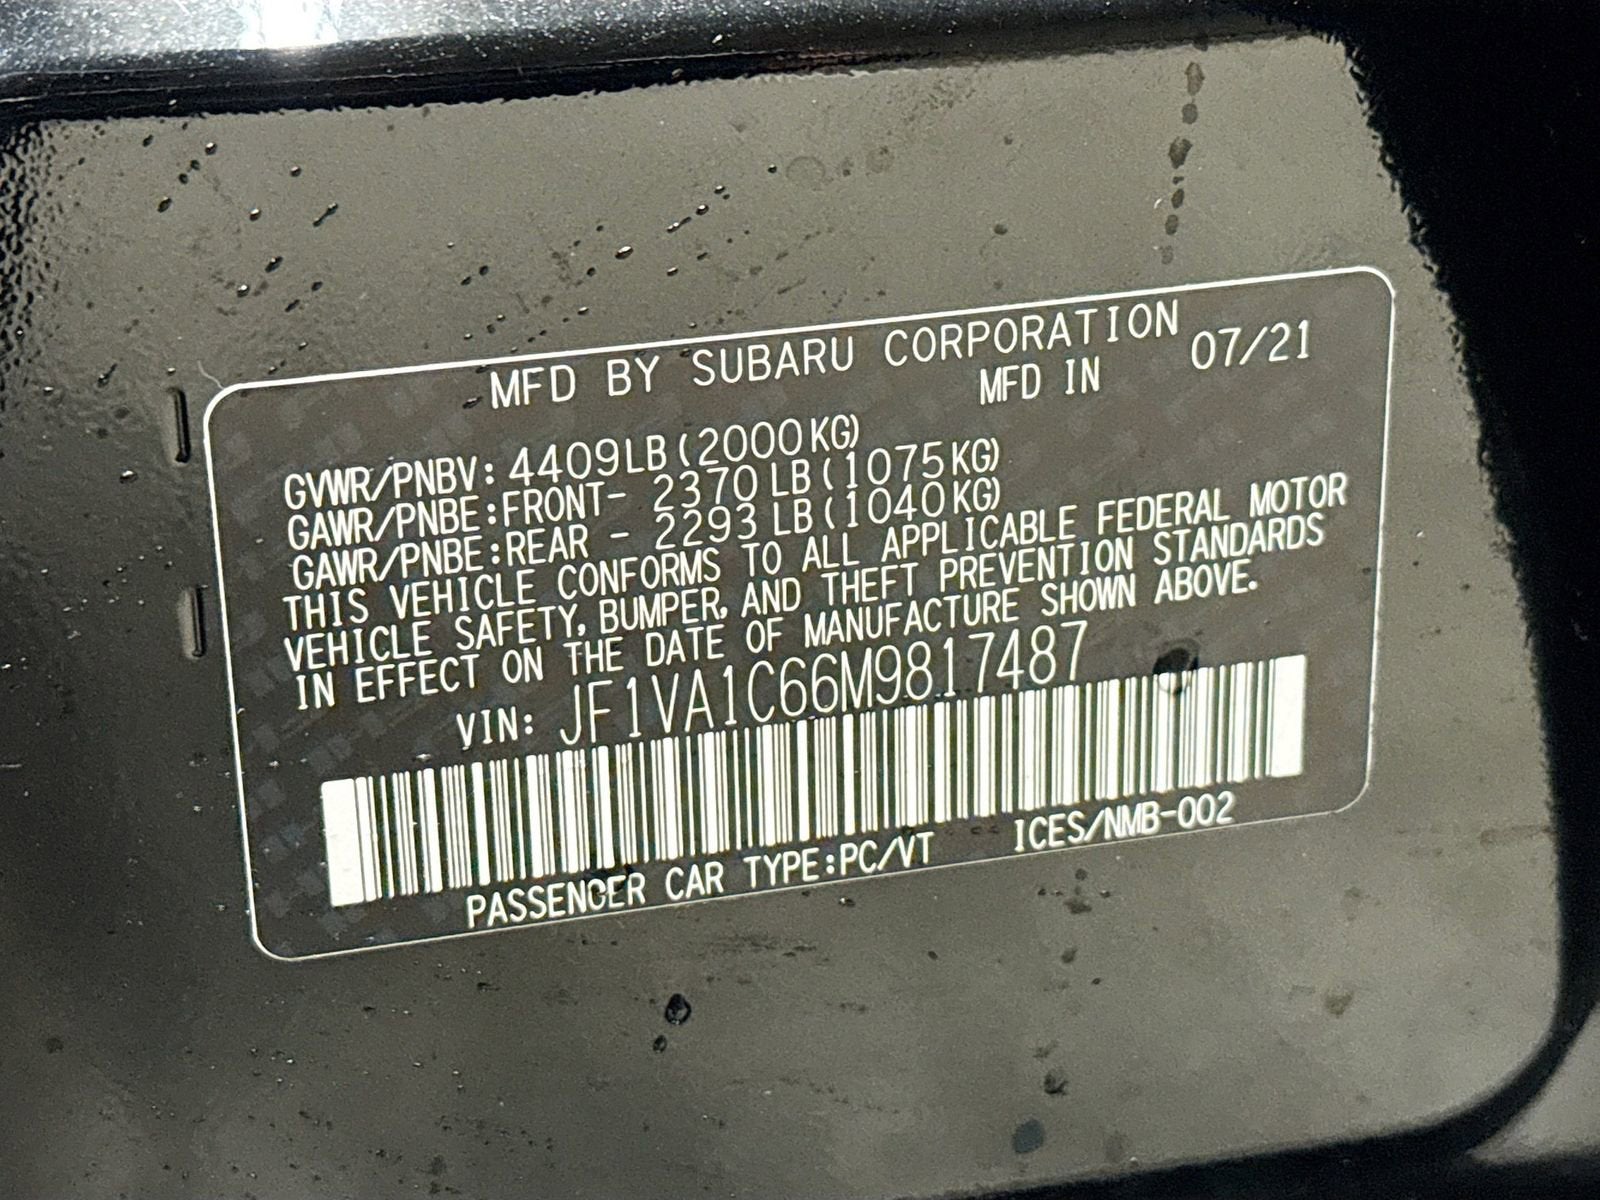 MFD BY SUBARU CORPORATION
MFD IN 07/21
GVWR/PNBV: 4409LB(2000KG)
GAWR/PNBE:FRONT- 2370LB(1075KG)
GAWR/PNBE:REAR - 2293LB(1040KG)
THIS VEHICLE CONFORMS TO ALL APPLICABLE FEDERAL MOTOR
VEHICLE SAFETY, BUMPER, AND THEFT PREVENTION STANDARDS
IN EFFECT ON THE DATE OF MANUFACTURE SHOWN ABOVE.
VIN: JF1VA1C66M9817487
PASSENGER CAR TYPE:PC/VT ICES/NMB-002